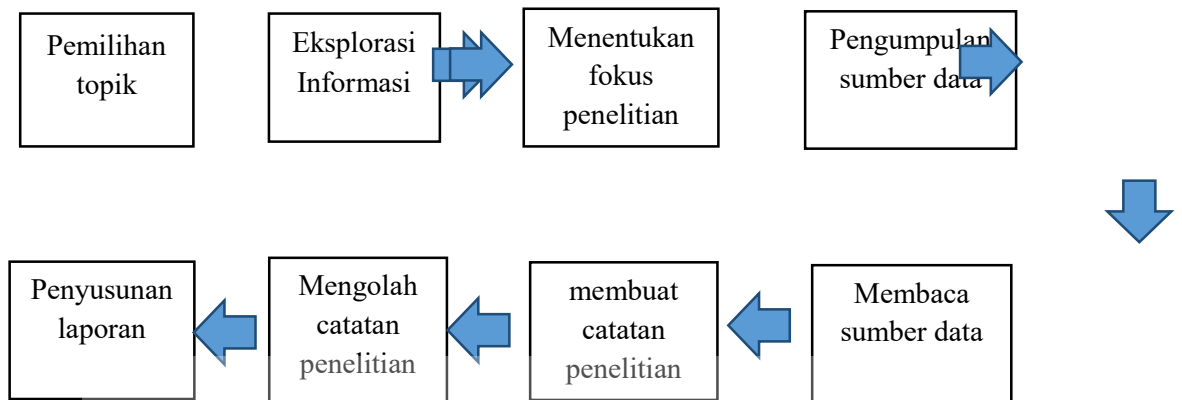 Pemilihan
topik
Eksplorasi
Informasi
Menentukan
fokus
penelitian
Pengumpulan
sumber data
Penyusunan
laporan
Mengolah
catatan
penelitian
membuat
catatan
penelitian
Membaca
sumber data